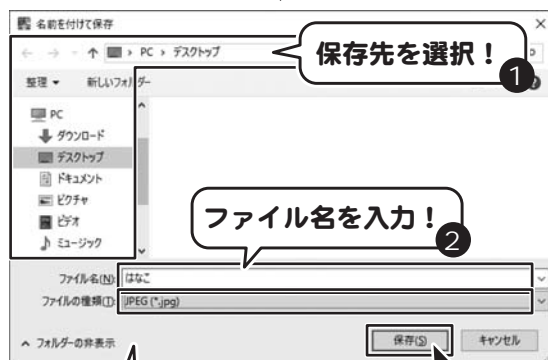 名前を付けて保存
PC › デスクトップ
保存先を選択！
1
整理 ▼ 新しいフォルダー
PC
ダウンロード
デスクトップ
ドキュメント
ピクチャ
ビデオ
ミュージック
ファイル名を入力！
2
ファイル名(N): はなこ
ファイルの種類(T): JPEG (*.jpg)
フォルダーの非表示
保存(S)
キャンセル